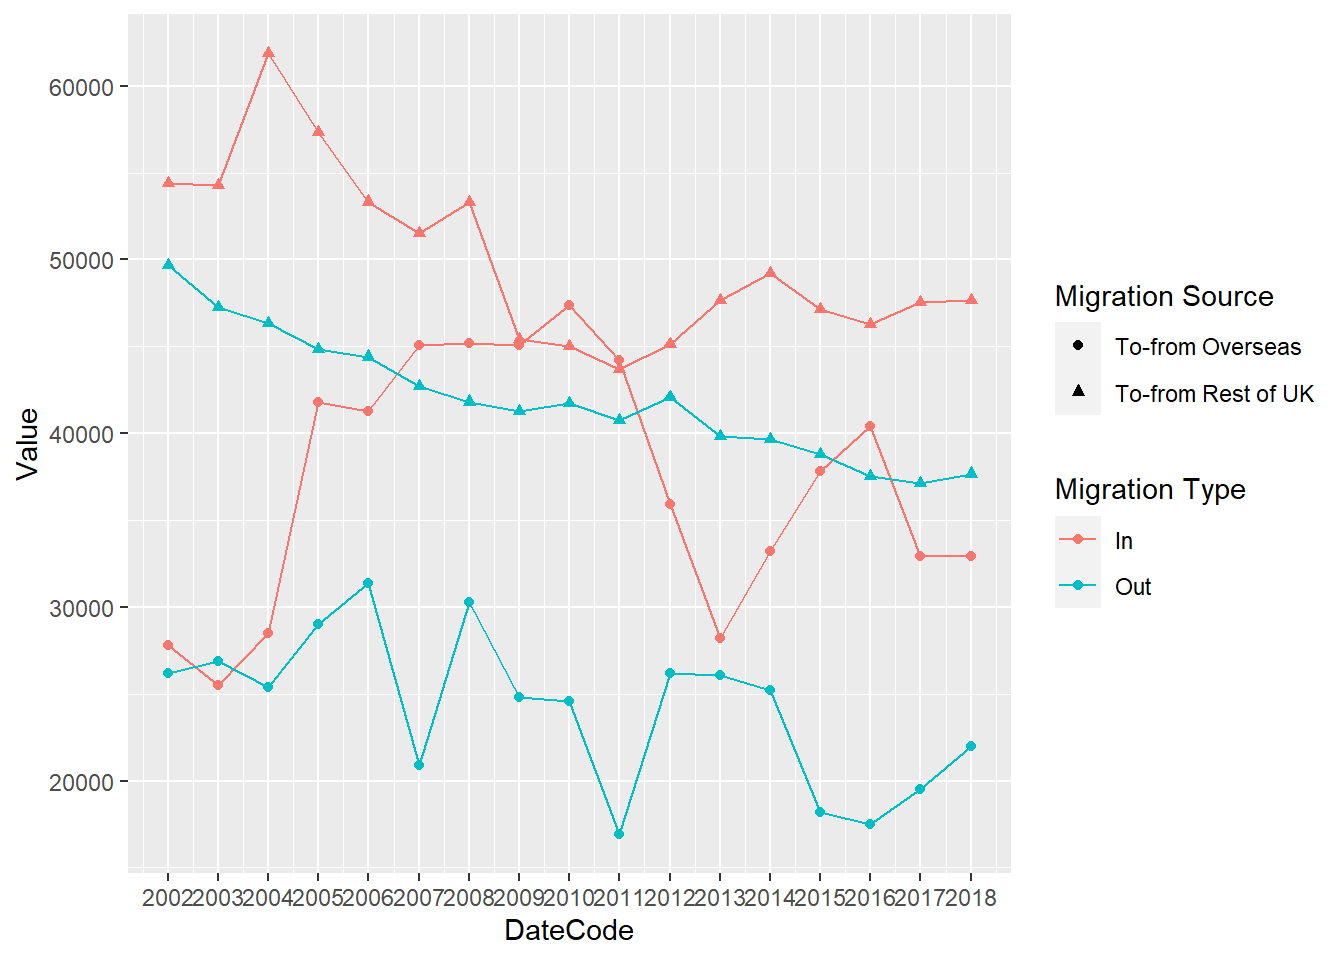 60000
50000
40000
30000
20000
Value
2002 2003 2004 2005 2006 2007 2008 2009 2010 2011 2012 2013 2014 2015 2016 2017 2018
DateCode
Migration Source
To-from Overseas
To-from Rest of UK
Migration Type
In
Out